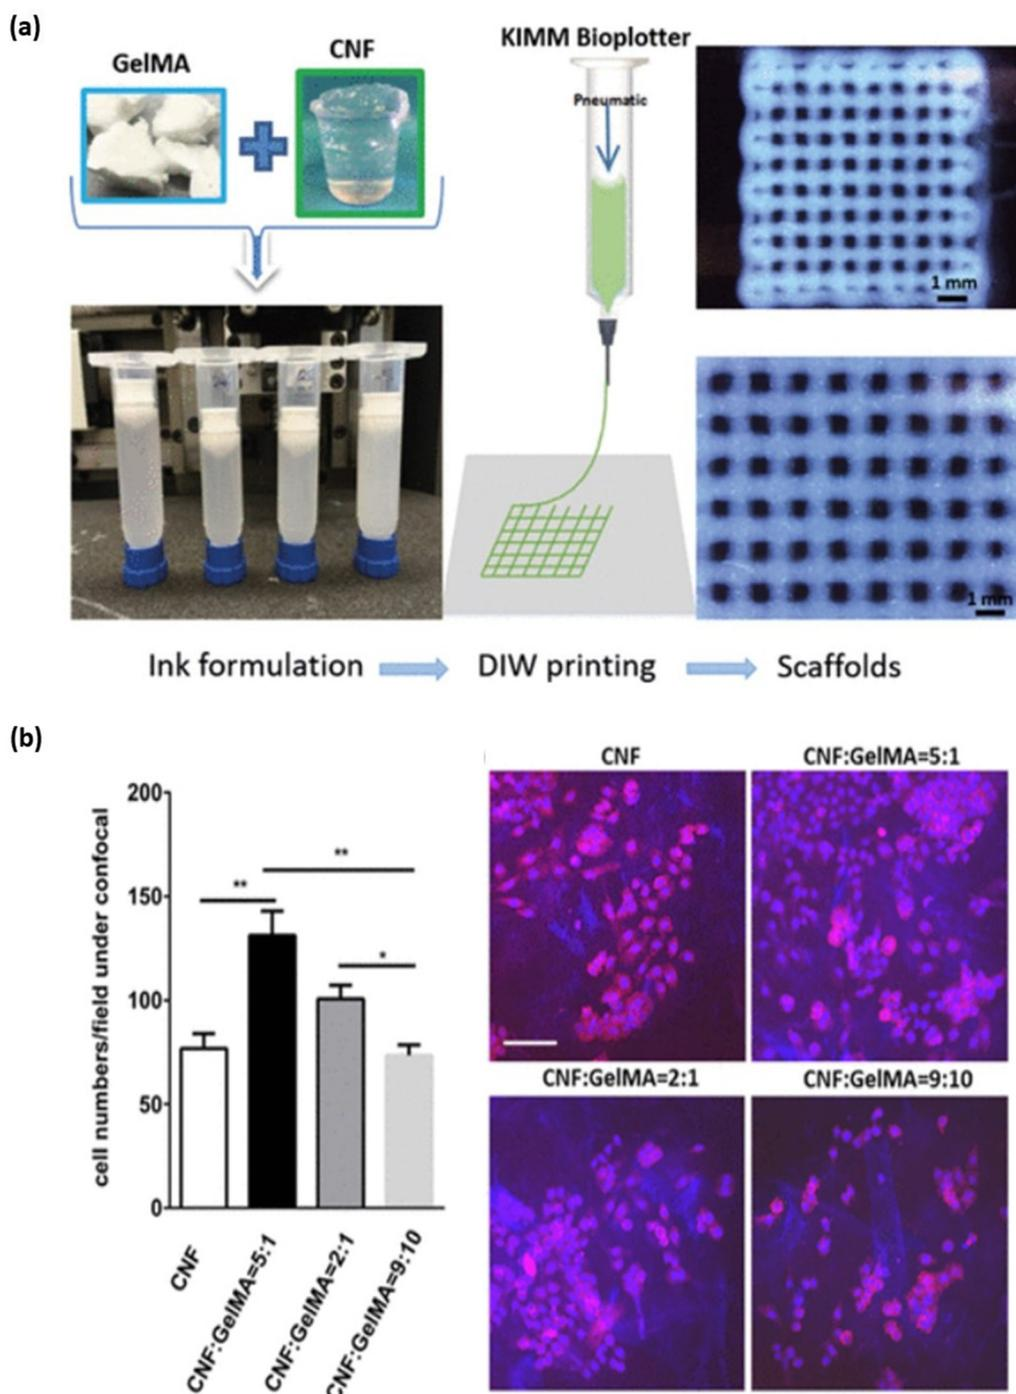 (a)
GelMA
CNF
KIMM Bioplotter
Pneumatic
1 mm
1 mm
Ink formulation
DIW printing
Scaffolds
(b)
cell numbers/field under confocal
200
150
100
50
0
**
**
*
CNF
CNF:GelMA=5:1
CNF:GelMA=2:1
CNF:GelMA=9:10
CNF
CNF:GelMA=5:1
CNF:GelMA=2:1
CNF:GelMA=9:10